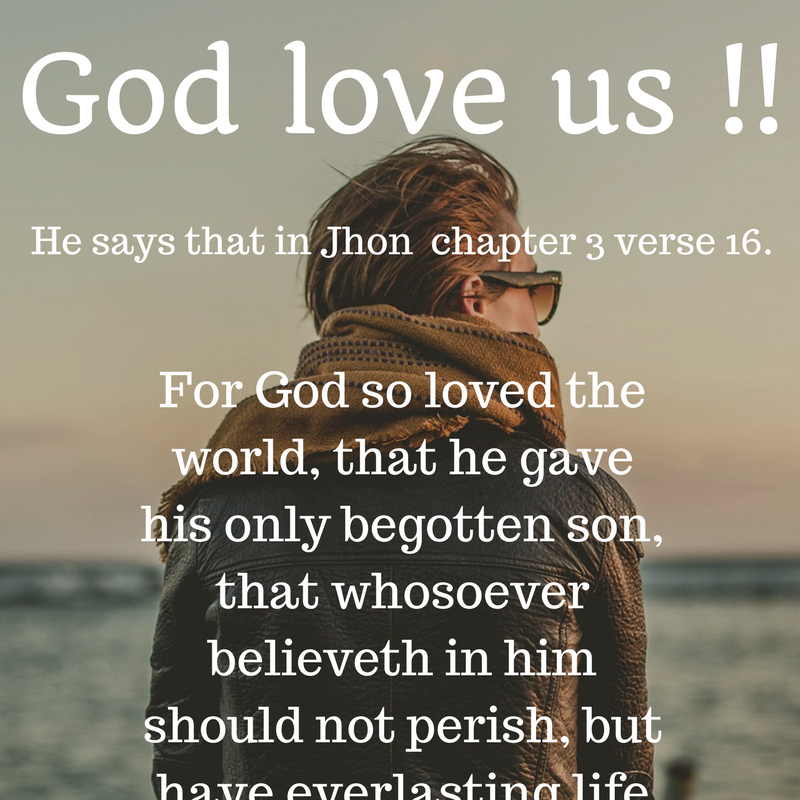 God love us !!
He says that in Jhon chapter 3 verse 16.
For God so loved the
world, that he gave
his only begotten son,
that whosoever
believeth in him
should not perish, but
have everlasting life